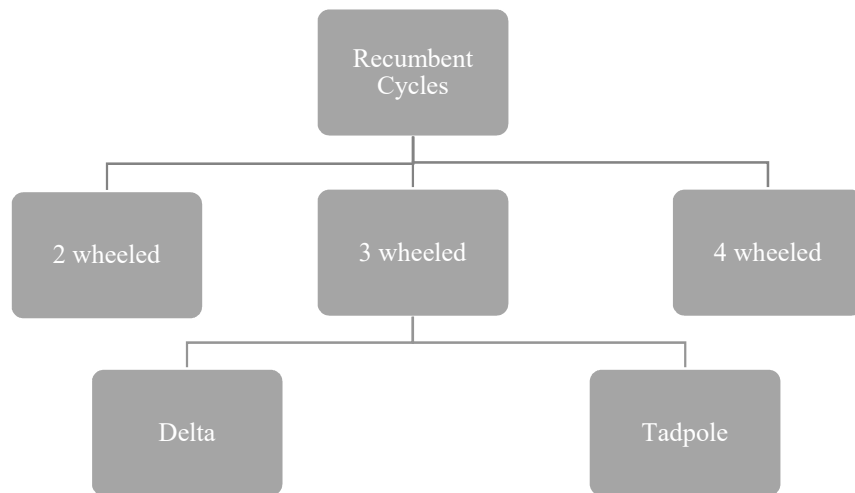 Recumbent
Cycles
2 wheeled
3 wheeled
4 wheeled
Delta
Tadpole